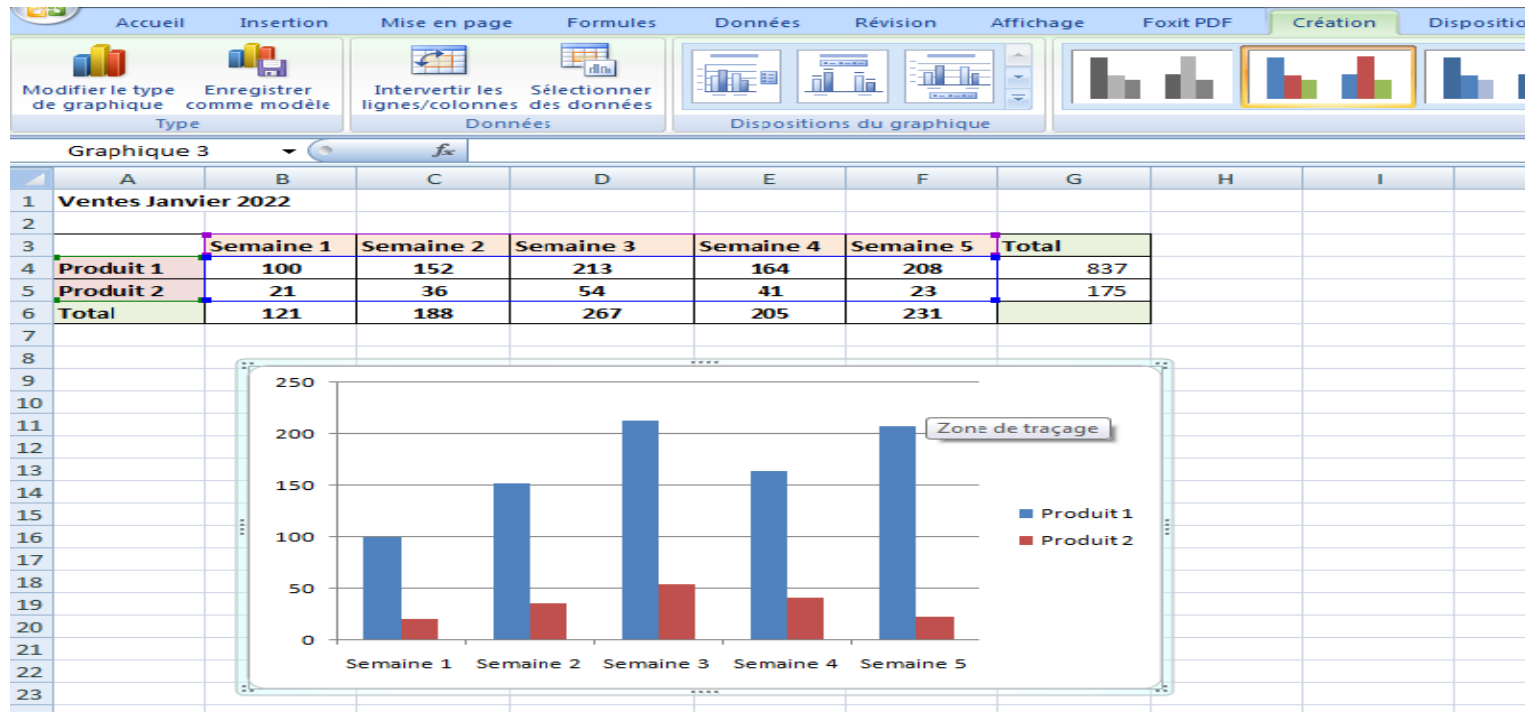 Accueil Insertion Mise en page Formules Données Révision Affichage Foxit PDF Création Dispositio
Modifier le type de graphique
Enregistrer comme modèle
Intervertir les lignes/colonnes
Sélectionner des données
Type Données Dispositions du graphique
Graphique 3 fx
A B C D E F G H I
1 Ventes Janvier 2022
2
3 Semaine 1 Semaine 2 Semaine 3 Semaine 4 Semaine 5 Total
4 Produit 1 100 152 213 164 208 837
5 Produit 2 21 36 54 41 23 175
6 Total 121 188 267 205 231
7
8
9
10
11
12
13
14
15
16
17
18
19
20
21
22
23
250
200
150
100
50
0
Zone de traçage
Produit 1
Produit 2
Semaine 1 Semaine 2 Semaine 3 Semaine 4 Semaine 5